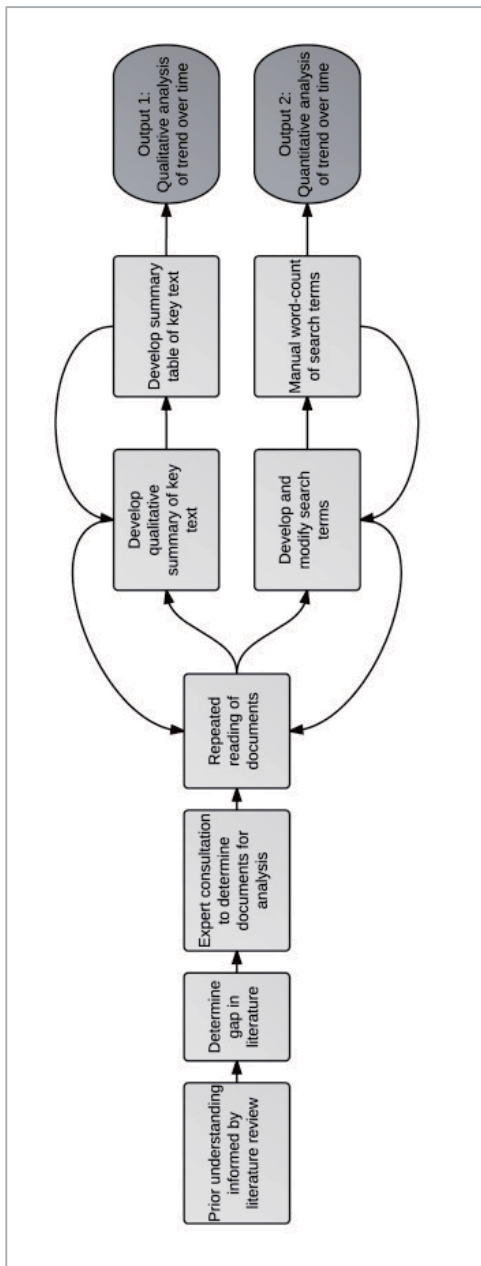 Prior understanding
informed by
literature review
Determine
gap in
literature
Expert consultation
to determine
documents for
analysis
Repeated
reading of
documents
Develop
qualitative
summary of key
text
Develop summary
table of key text
Output 1:
Qualitative analysis
of trend over time
Develop and
modify search
terms
Manual word-count
of search terms
Output 2:
Quantitative analysis
of trend over time